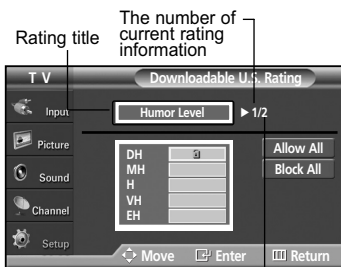 The number of
current rating
information
Rating title
T V
Downloadable U.S. Rating
Input
Humor Level
▶ 1/2
Picture
Sound
Channel
Setup
DH
MH
H
VH
EH
Allow All
Block All
Move
Enter
Return